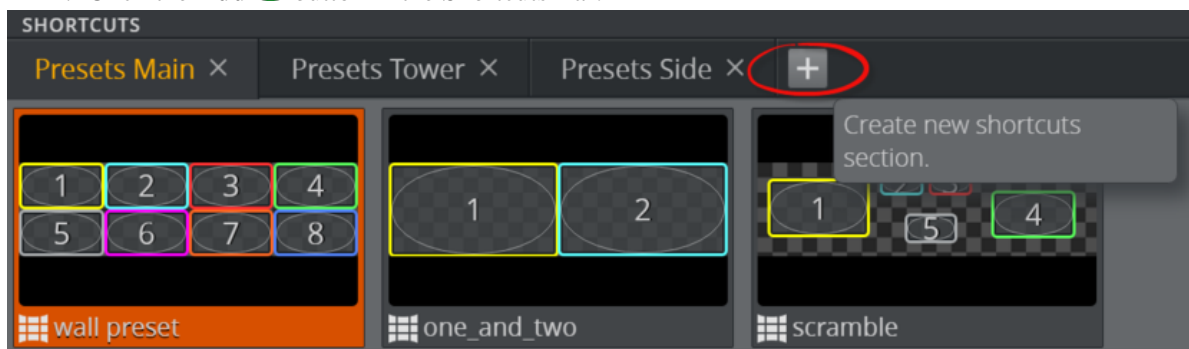 SHORTCUTS
Presets Main × Presets Tower × Presets Side × +
Create new shortcuts
section.
1 2 3 4
5 6 7 8
1 2
1 4
5
wall preset
one_and_two
scramble